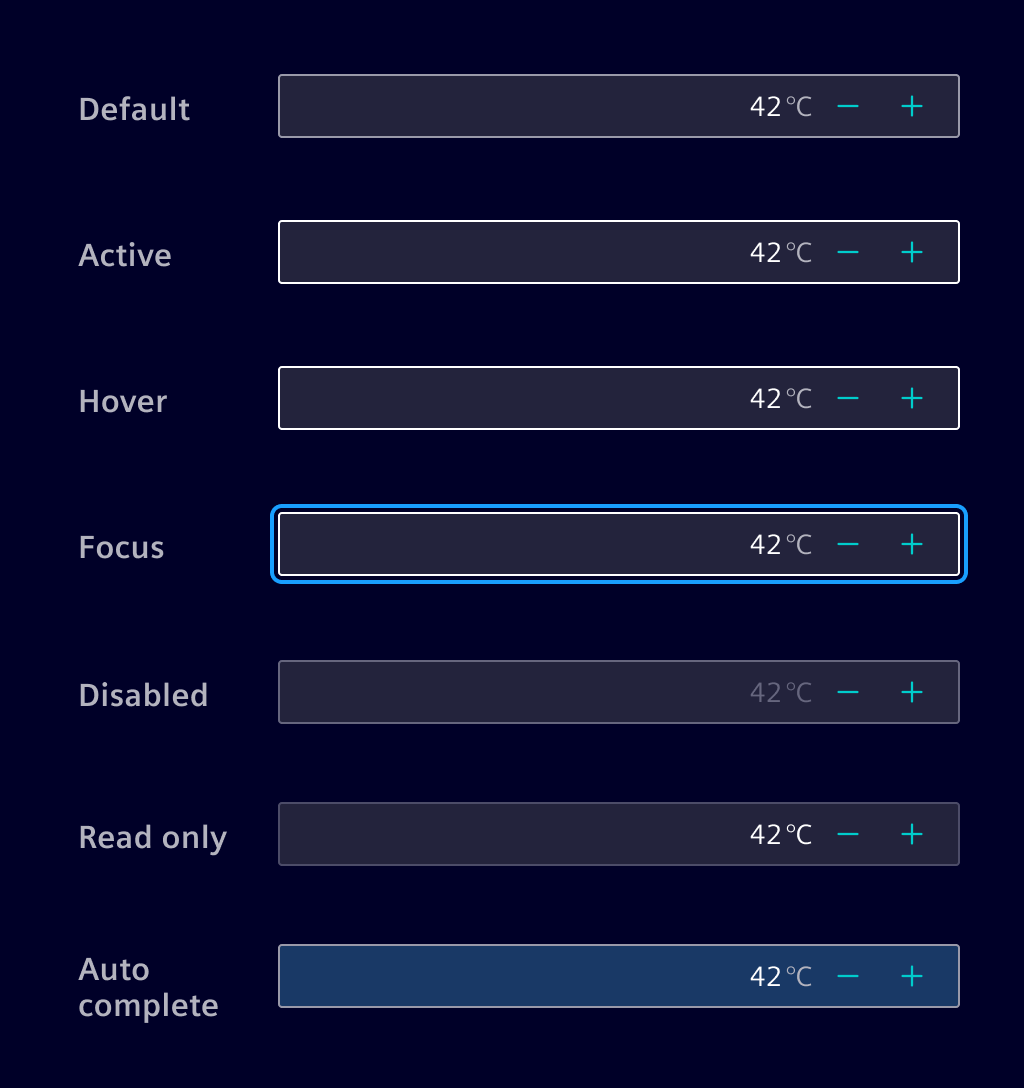 Default 42 °C − +
Active 42 °C − +
Hover 42 °C − +
Focus 42 °C − +
Disabled 42 °C − +
Read only 42 °C − +
Auto
complete 42 °C − +